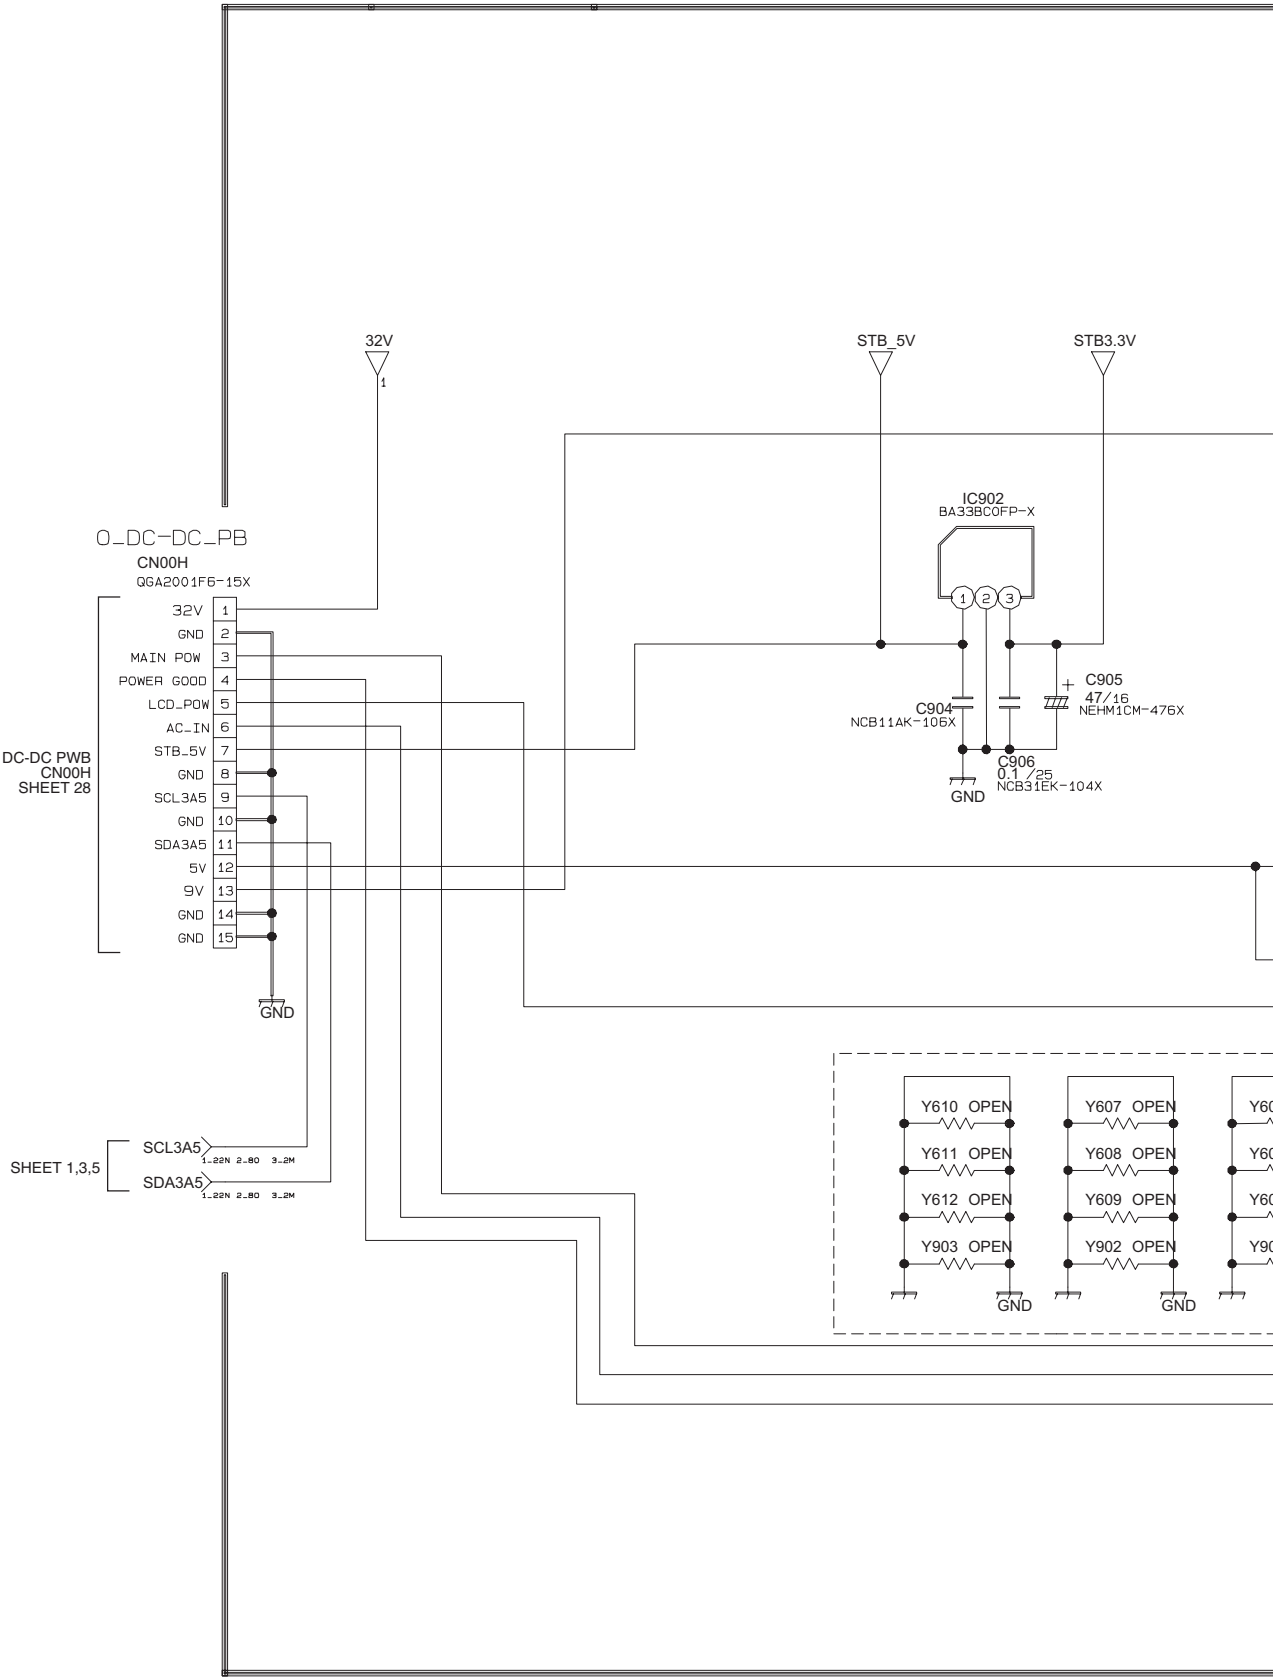 32V
1
STB_5V
STB3.3V
IC902
BA33BC0FP-X
1 2 3
O_DC-DC_PB
CN00H
QGA2001F6-15X
32V 1
GND 2
MAIN POW 3
POWER GOOD 4
LCD_POW 5
AC_IN 6
STB_5V 7
GND 8
SCL3A5 9
GND 10
SDA3A5 11
5V 12
9V 13
GND 14
GND 15
DC-DC PWB
CN00H
SHEET 28
GND
C904
NCB11AK-106X
+ C905
47/16
NEHM1CM-476X
C906
0.1 /25
NCB31EK-104X
GND
SHEET 1,3,5
SCL3A5
1_22N 2_80 3_2M
SDA3A5
1_22N 2_80 3_2M
Y610 OPEN Y607 OPEN
Y611 OPEN Y608 OPEN
Y612 OPEN Y609 OPEN
Y903 OPEN Y902 OPEN
GND GND